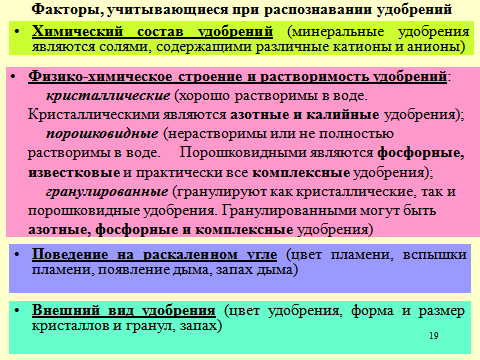 Факторы, учитывающиеся при распознавании удобрений
• Химический состав удобрений (минеральные удобрения
являются солями, содержащими различные катионы и анионы)
• Физико-химическое строение и растворимость удобрений:
кристаллические (хорошо растворимы в воде.
Кристаллическими являются азотные и калийные удобрения);
порошковидные (нерастворимы или не полностью
растворимы в воде. Порошковидными являются фосфорные,
известковые и практически все комплексные удобрения);
гранулированные (гранулируют как кристаллические, так и
порошковидные удобрения. Гранулированными могут быть
азотные, фосфорные и комплексные удобрения)
• Поведение на раскаленном угле (цвет пламени, вспышки
пламени, появление дыма, запах дыма)
• Внешний вид удобрения (цвет удобрения, форма и размер
кристаллов и гранул, запах)
19